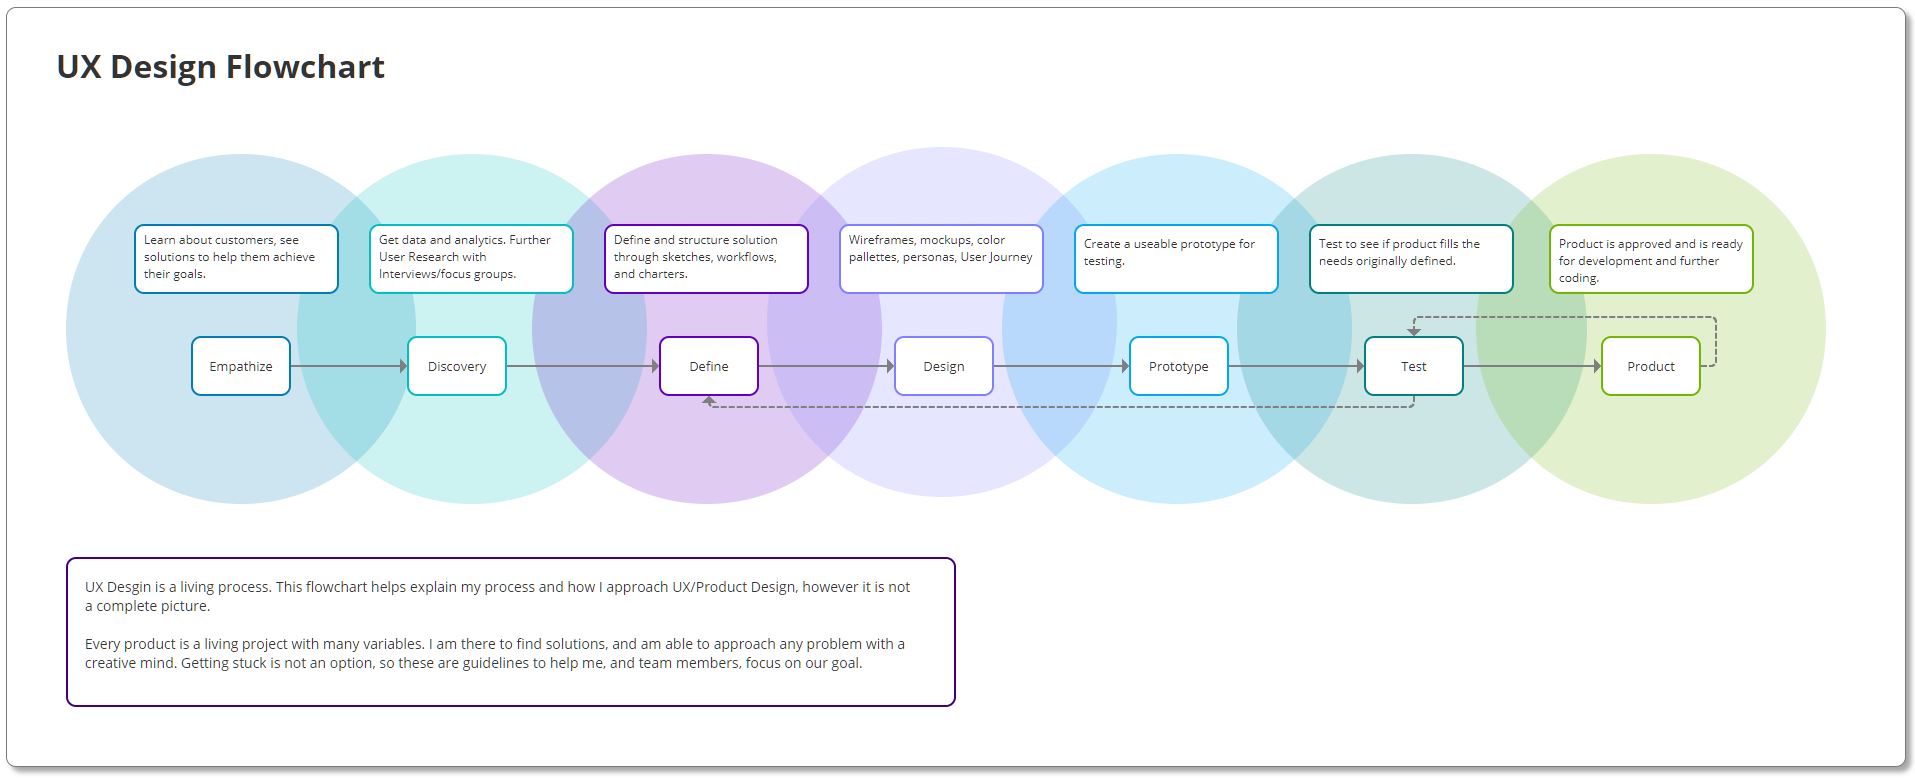 UX Design Flowchart
Learn about customers, see
solutions to help them achieve
their goals.
Get data and analytics. Further
User Research with
Interviews/focus groups.
Define and structure solution
through sketches, workflows,
and charters.
Wireframes, mockups, color
pallettes, personas, User Journey
Create a useable prototype for
testing.
Test to see if product fills the
needs originally defined.
Product is approved and is ready
for development and further
coding.
Empathize
Discovery
Define
Design
Prototype
Test
Product
UX Desgin is a living process. This flowchart helps explain my process and how I approach UX/Product Design, however it is not
a complete picture.
Every product is a living project with many variables. I am there to find solutions, and am able to approach any problem with a
creative mind. Getting stuck is not an option, so these are guidelines to help me, and team members, focus on our goal.